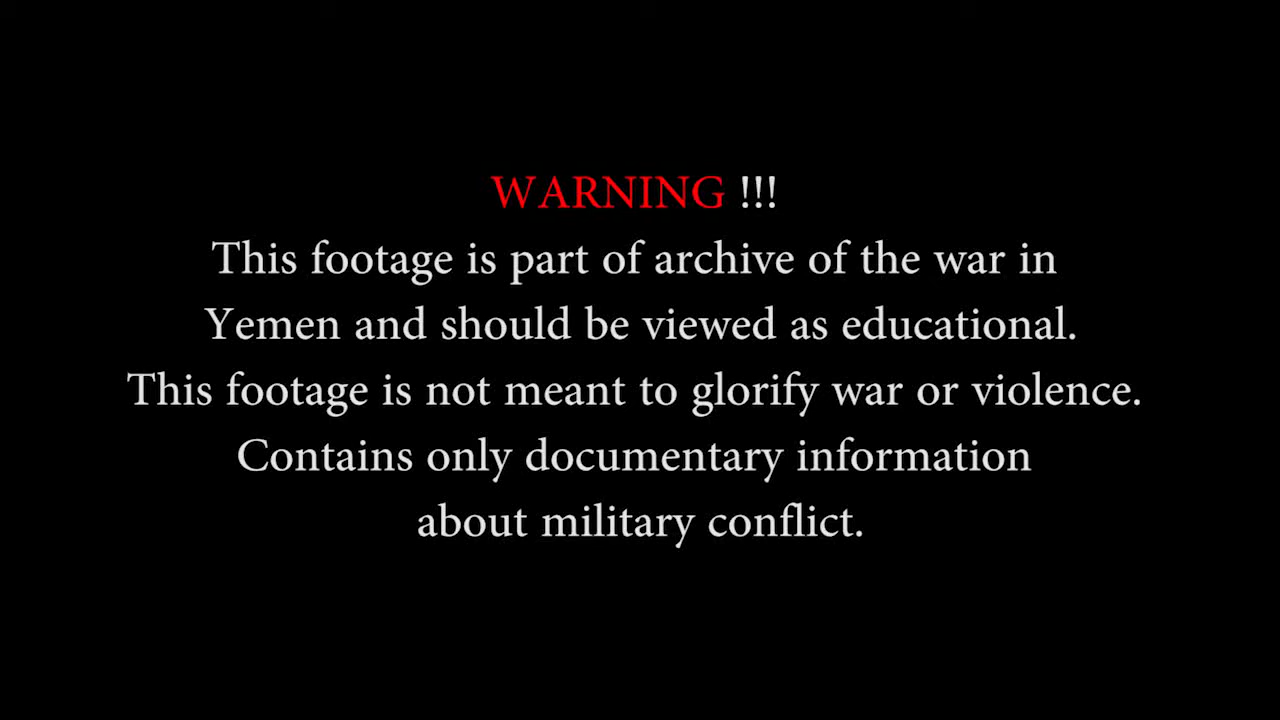 WARNING !!!
This footage is part of archive of the war in
Yemen and should be viewed as educational.
This footage is not meant to glorify war or violence.
Contains only documentary information
about military conflict.